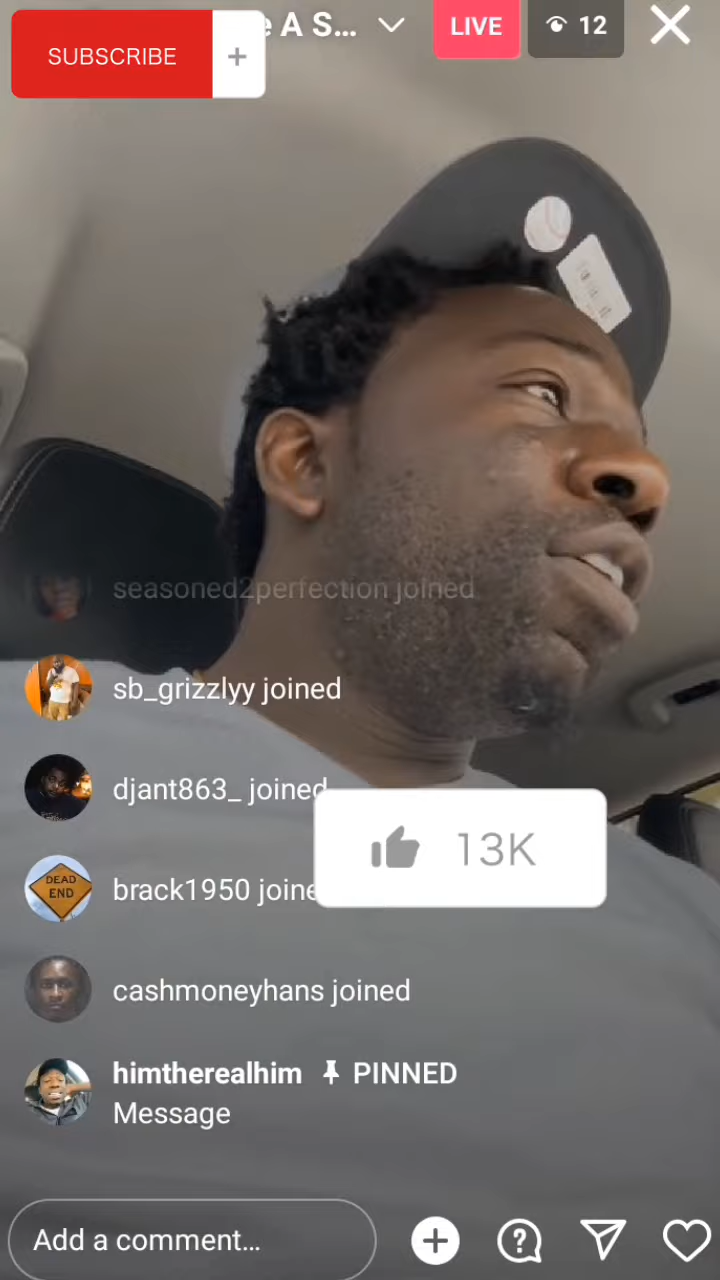 SUBSCRIBE +
e A S...
LIVE
12
seasoned2perfection joined
sb_grizzlyy joined
djant863_ joined
DEAD
END
brack1950 joine
13K
cashmoneyhans joined
himtherealhim PINNED
Message
Add a comment...